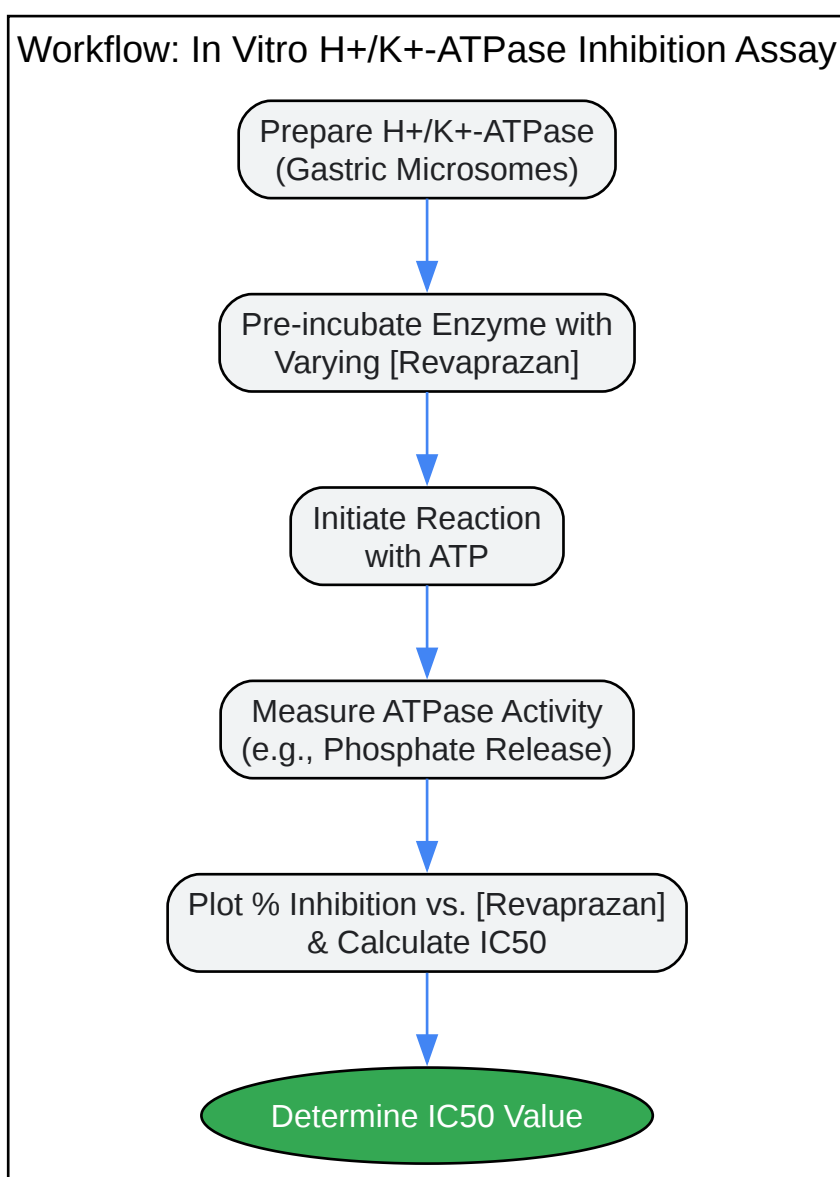 Workflow: In Vitro H+/K+-ATPase Inhibition Assay
Prepare H+/K+-ATPase
(Gastric Microsomes)
Pre-incubate Enzyme with
Varying [Revaprazan]
Initiate Reaction
with ATP
Measure ATPase Activity
(e.g., Phosphate Release)
Plot % Inhibition vs. [Revaprazan]
& Calculate IC50
Determine IC50 Value